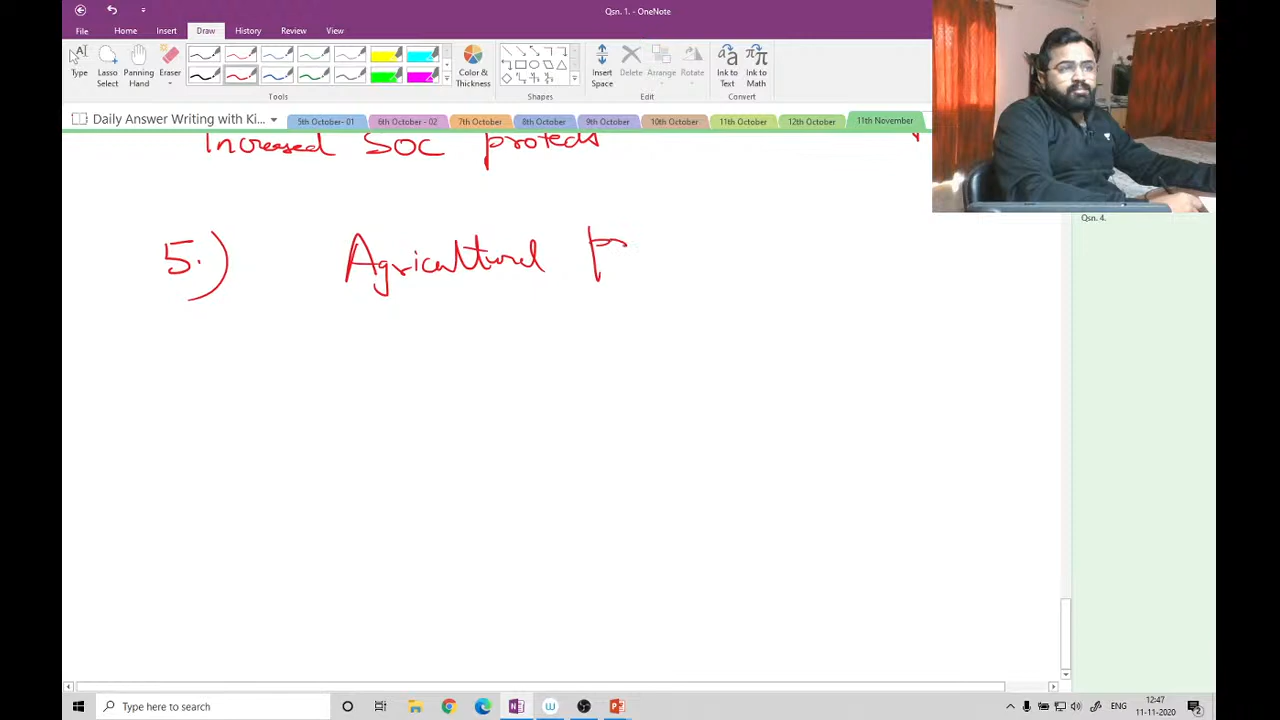 Qsn. 1. - OneNote
File Home Insert Draw History Review View
Type Lasso Select Panning Hand Eraser Color & Thickness Insert Space Delete Arrange Rotate Ink to Text Ink to Math
Tools Shapes Edit Convert
Daily Answer Writing with Ki... 5th October- 01 6th October - 02 7th October 8th October 9th October 10th October 11th October 12th October 11th November
Increased SOC protects
Qsn. 4.
5.) Agricultural
Type here to search
ENG 12:47
11-11-2020
2